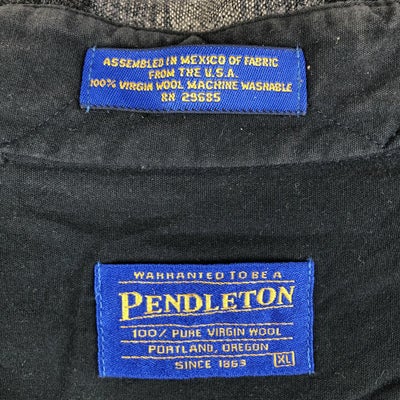 ASSEMBLED IN MEXICO OF FABRIC
FROM THE U.S.A.
100% VIRGIN WOOL MACHINE WASHABLE
RN 29685
WARRANTED TO BE A
PENDLETON
100% PURE VIRGIN WOOL
PORTLAND, OREGON
SINCE 1863 XL